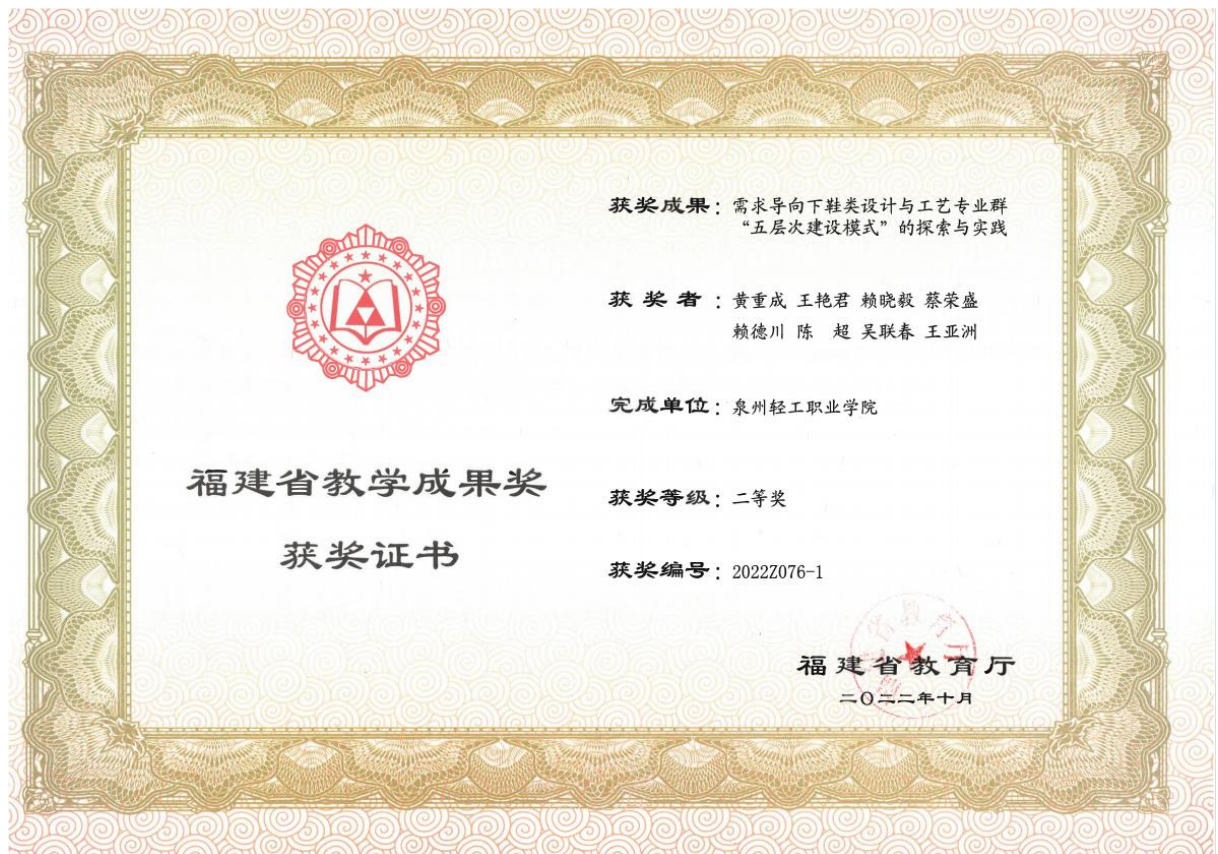 福建省教学成果奖
获奖证书
获奖成果：需求导向下鞋类设计与工艺专业群
“五层次建设模式”的探索与实践
获奖者：黄重成 王艳君 赖晓毅 蔡荣盛
赖德川 陈 超 吴联春 王亚洲
完成单位：泉州轻工职业学院
获奖等级：二等奖
获奖编号：2022Z076-1
福建省教育厅
二〇二二年十月